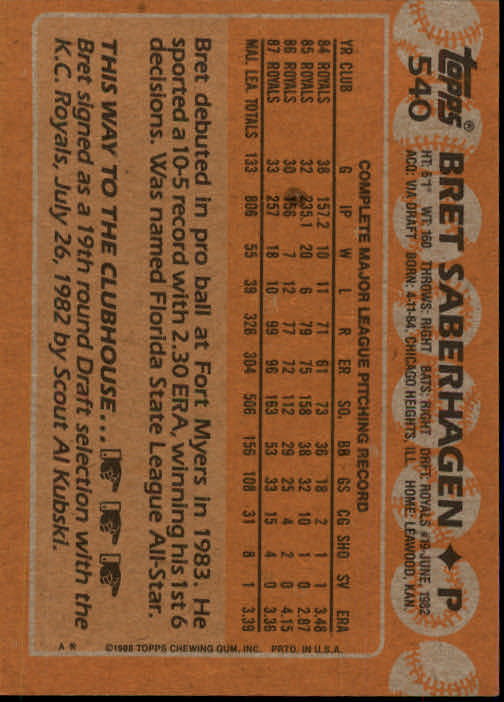 Topps®
540
BRET SABERHAGEN ✦ P
HT: 6'1" WT: 160 THROWS: RIGHT BATS: RIGHT DRFT: ROYALS #19-JUNE, 1982
ACQ: VIA DRAFT BORN: 4-11-64, CHICAGO HEIGHTS, ILL. HOME: LEAWOOD, KAN.
COMPLETE MAJOR LEAGUE PITCHING RECORD
YR CLUB G IP W L R ER SO BB GS CG SHO SV ERA
84 ROYALS 38 157.2 10 11 71 61 73 36 18 2 1 1 3.48
85 ROYALS 32 235.1 20 6 79 75 158 38 32 10 1 0 2.87
86 ROYALS 30 156 7 12 77 72 112 29 25 4 2 0 4.15
87 ROYALS 33 257 18 10 99 96 163 53 33 15 4 0 3.36
MAJ. LEA. TOTALS 133 806 55 39 326 304 506 156 108 31 8 1 3.39
Bret debuted in pro ball at Fort Myers in 1983. He
sported a 10-5 record with 2.30 ERA, winning his 1st 6
decisions. Was named Florida State League All-Star.
THIS WAY TO THE CLUBHOUSE...
Bret signed as a 19th round Draft selection with the
K.C. Royals, July 26, 1982 by Scout Al Kubski.
©1988 TOPPS CHEWING GUM, INC. PRTD. IN U.S.A.